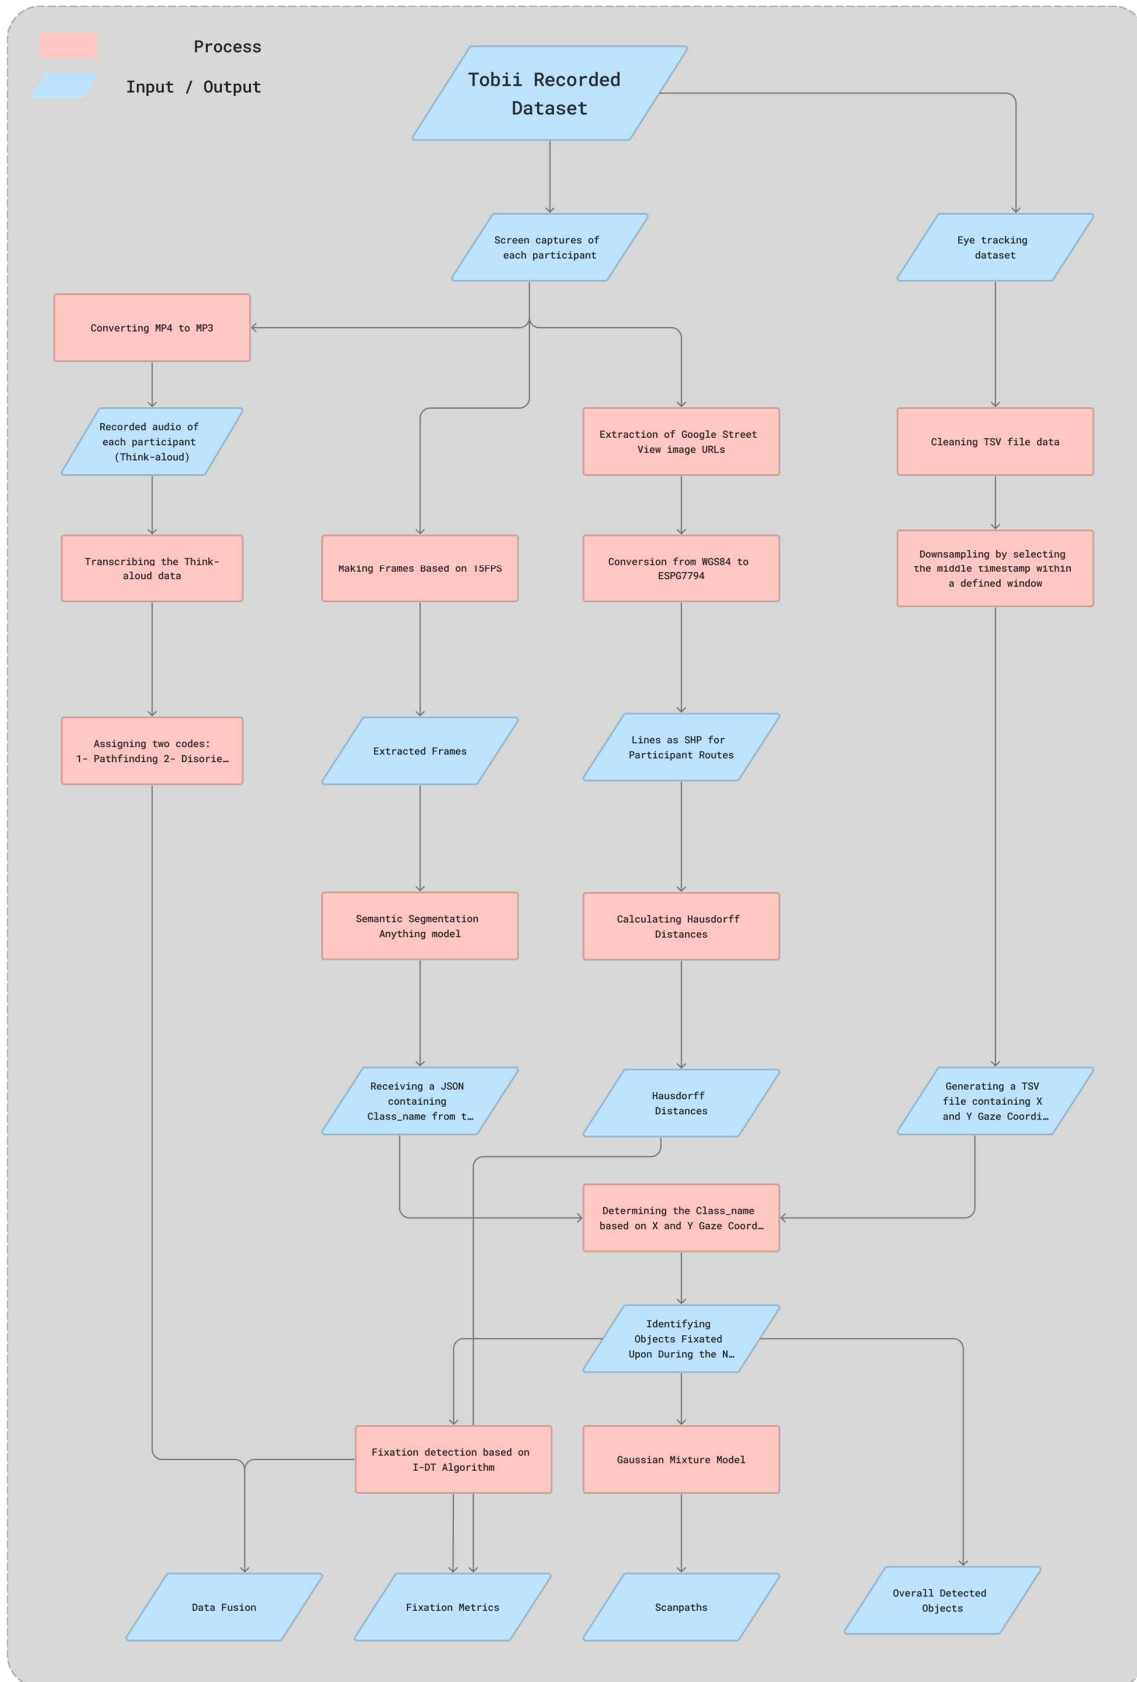 Process
Input / Output
Tobii Recorded
Dataset
Screen captures of
each participant
Eye tracking
dataset
Converting MP4 to MP3
Recorded audio of
each participant
(Think-aloud)
Extraction of Google Street
View image URLs
Cleaning TSV file data
Transcribing the Think-
aloud data
Making Frames Based on 15FPS
Conversion from WGS84 to
ESPG7794
Downsampling by selecting
the middle timestamp within
a defined window
Assigning two codes:
1- Pathfinding 2- Disorie…
Extracted Frames
Lines as SHP for
Participant Routes
Semantic Segmentation
Anything model
Calculating Hausdorff
Distances
Receiving a JSON
containing
Class_name from t…
Hausdorff
Distances
Generating a TSV
file containing X
and Y Gaze Coordi…
Determining the Class_name
based on X and Y Gaze Coord…
Identifying
Objects Fixated
Upon During the N…
Fixation detection based on
I-DT Algorithm
Gaussian Mixture Model
Data Fusion
Fixation Metrics
Scanpaths
Overall Detected
Objects